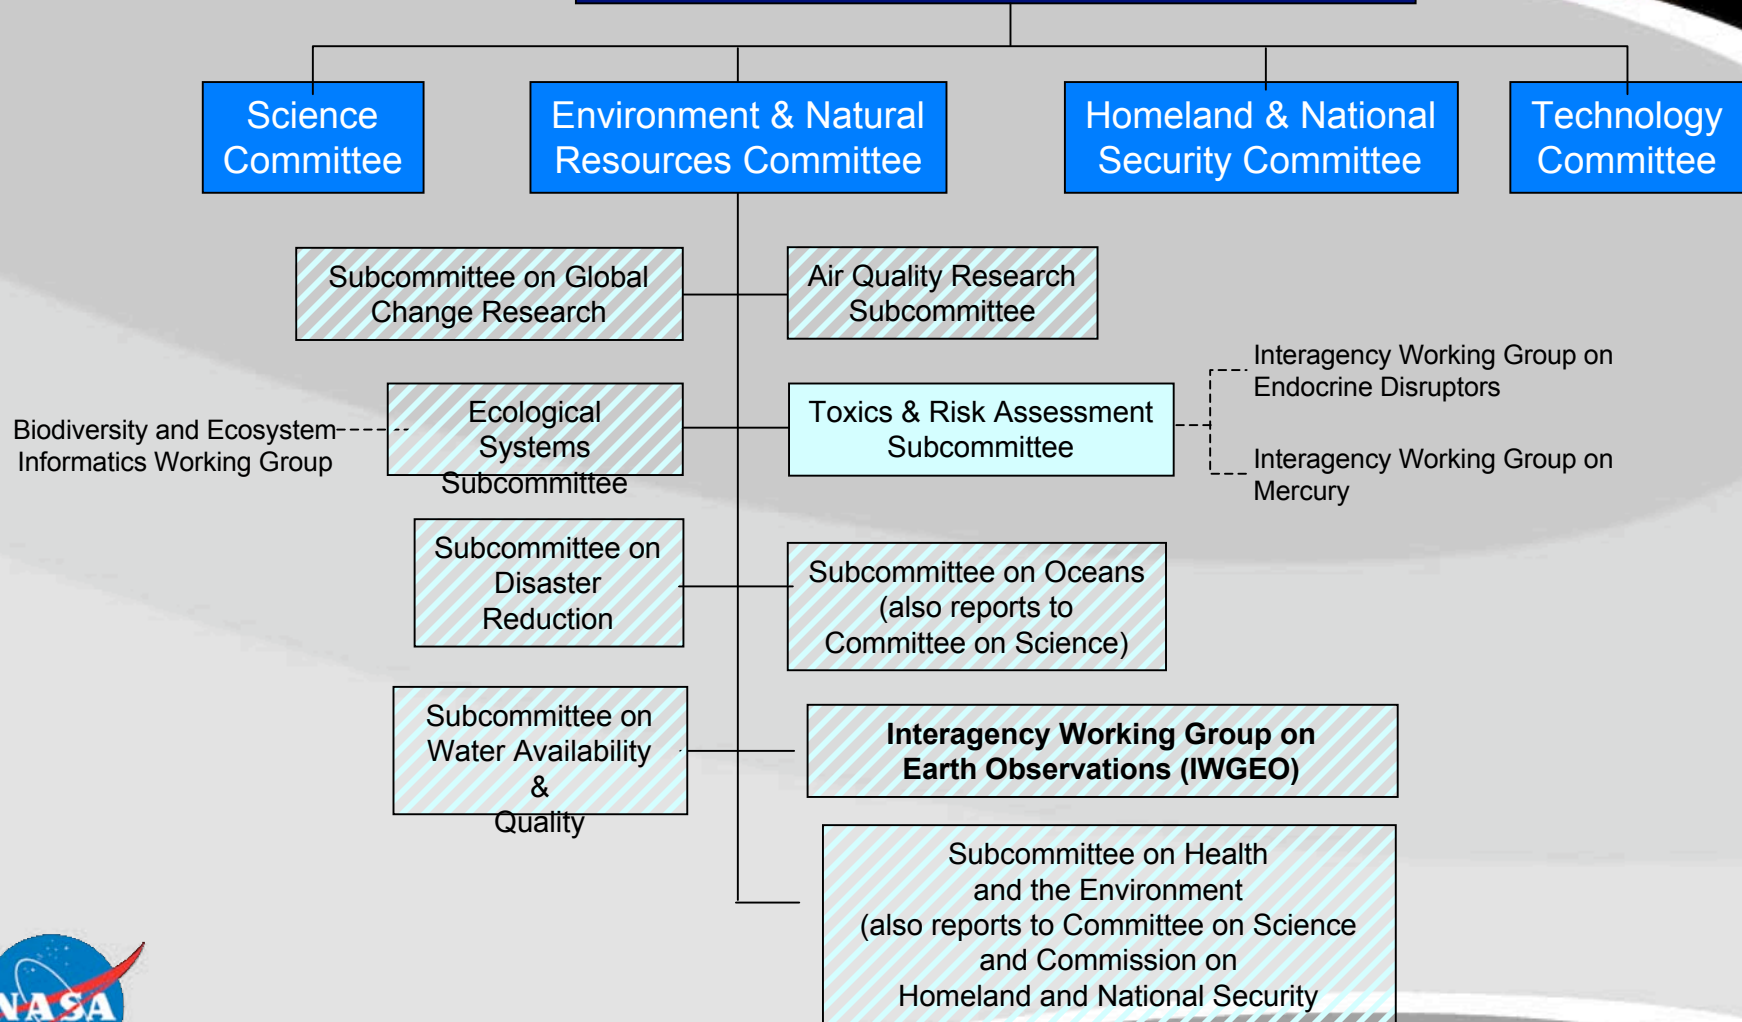 Science
Committee
Environment & Natural
Resources Committee
Homeland & National
Security Committee
Technology
Committee
Subcommittee on Global
Change Research
Air Quality Research
Subcommittee
Biodiversity and Ecosystem
Informatics Working Group
Ecological
Systems
Subcommittee
Toxics & Risk Assessment
Subcommittee
Interagency Working Group on
Endocrine Disruptors
Interagency Working Group on
Mercury
Subcommittee on
Disaster
Reduction
Subcommittee on Oceans
(also reports to
Committee on Science)
Subcommittee on
Water Availability
&
Quality
Interagency Working Group on
Earth Observations (IWGEO)
Subcommittee on Health
and the Environment
(also reports to Committee on Science
and Commission on
Homeland and National Security
NASA